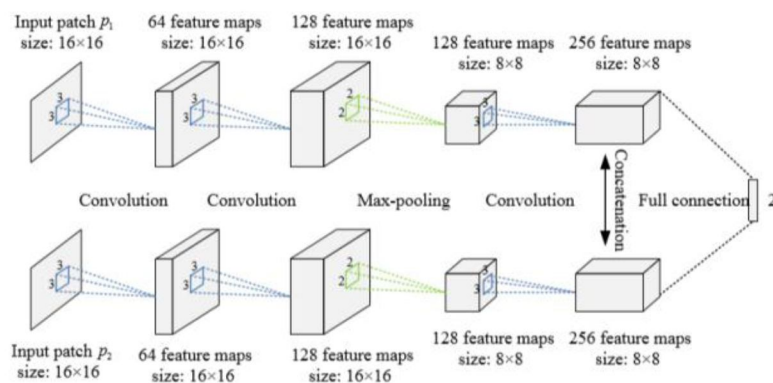 Input patch p₁
size: 16×16
64 feature maps
size: 16×16
128 feature maps
size: 16×16
128 feature maps
size: 8×8
256 feature maps
size: 8×8
3
3
3
3
2
2
3
3
Convolution
Convolution
Max-pooling
Convolution
Concatenation
Full connection
2
3
3
3
3
2
2
3
3
Input patch p₂
size: 16×16
64 feature maps
size: 16×16
128 feature maps
size: 16×16
128 feature maps
size: 8×8
256 feature maps
size: 8×8